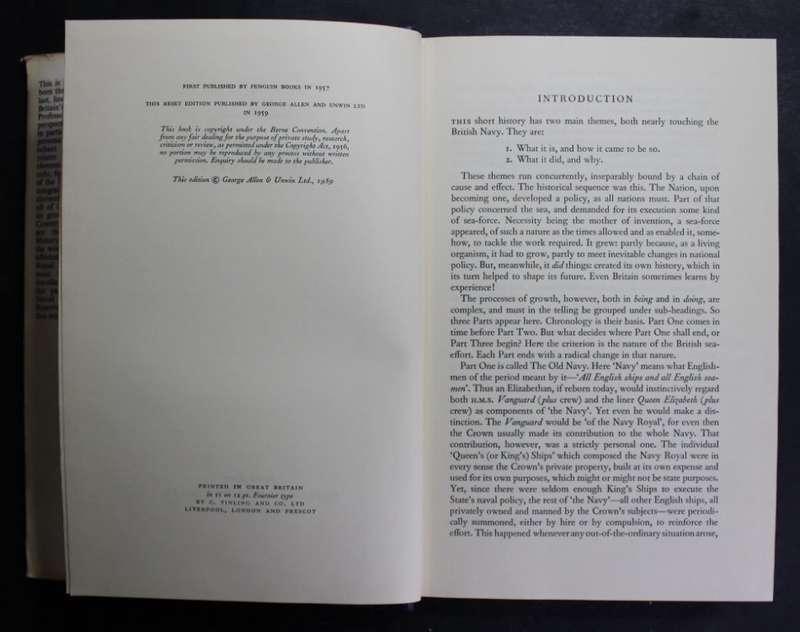 FIRST PUBLISHED BY PENGUIN BOOKS IN 1957
THIS RESET EDITION PUBLISHED BY GEORGE ALLEN AND UNWIN LTD
IN 1959
This book is copyright under the Berne Convention. Apart
from any fair dealing for the purpose of private study, research,
criticism or review, as permitted under the Copyright Act, 1956,
no portion may be reproduced by any process without written
permission. Enquiry should be made to the publisher.
This edition © George Allen & Unwin Ltd., 1959
PRINTED IN GREAT BRITAIN
in 11 on 12 pt. Fournier type
BY C. TINLING AND CO. LTD
LIVERPOOL, LONDON AND PRESCOT
INTRODUCTION
THIS short history has two main themes, both nearly touching the
British Navy. They are:
1. What it is, and how it came to be so.
2. What it did, and why.
These themes run concurrently, inseparably bound by a chain of
cause and effect. The historical sequence was this. The Nation, upon
becoming one, developed a policy, as all nations must. Part of that
policy concerned the sea, and demanded for its execution some kind
of sea-force. Necessity being the mother of invention, a sea-force
appeared, of such a nature as the times allowed and as enabled it, some-
how, to tackle the work required. It grew: partly because, as a living
organism, it had to grow, partly to meet inevitable changes in national
policy. But, meanwhile, it did things: created its own history, which in
its turn helped to shape its future. Even Britain sometimes learns by
experience!
The processes of growth, however, both in being and in doing, are
complex, and must in the telling be grouped under sub-headings. So
three Parts appear here. Chronology is their basis. Part One comes in
time before Part Two. But what decides where Part One shall end, or
Part Three begin? Here the criterion is the nature of the British sea-
effort. Each Part ends with a radical change in that nature.
Part One is called The Old Navy. Here 'Navy' means what English-
men of the period meant by it—'All English ships and all English sea-
men'. Thus an Elizabethan, if reborn today, would instinctively regard
both H.M.S. Vanguard (plus crew) and the liner Queen Elizabeth (plus
crew) as components of 'the Navy'. Yet even he would make a dis-
tinction. The Vanguard would be 'of the Navy Royal', for even then
the Crown usually made its contribution to the whole Navy. That
contribution, however, was a strictly personal one. The individual
'Queen's (or King's) Ships' which composed the Navy Royal were in
every sense the Crown's private property, built at its own expense and
used for its own purposes, which might or might not be state purposes.
Yet, since there were seldom enough King's Ships to execute the
State's naval policy, the rest of 'the Navy'—all other English ships, all
privately owned and manned by the Crown's subjects—were periodi-
cally summoned, either by hire or by compulsion, to reinforce the
effort. This happened whenever any out-of-the-ordinary situation arose,